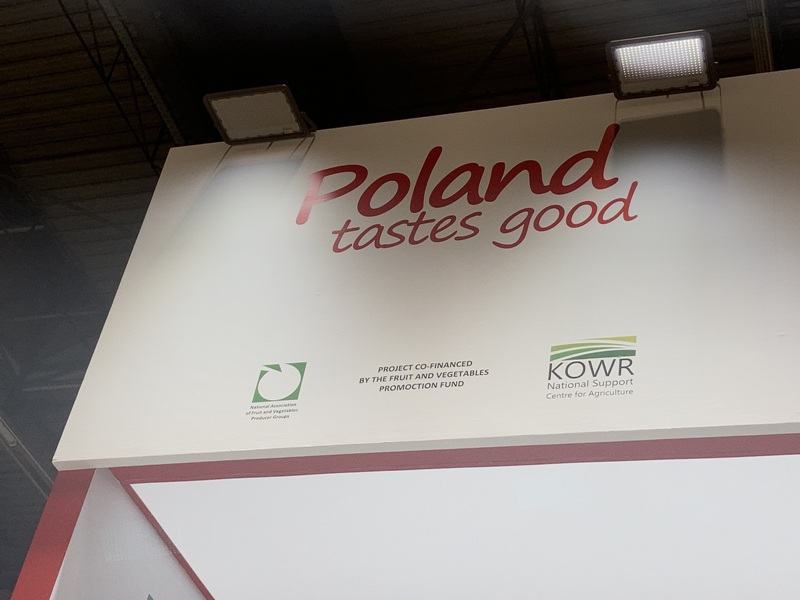 Poland
tastes good
National Association
of Fruit and Vegetables
Producer Groups
PROJECT CO-FINANCED
BY THE FRUIT AND VEGETABLES
PROMOCTION FUND
KOWR
National Support
Centre for Agriculture